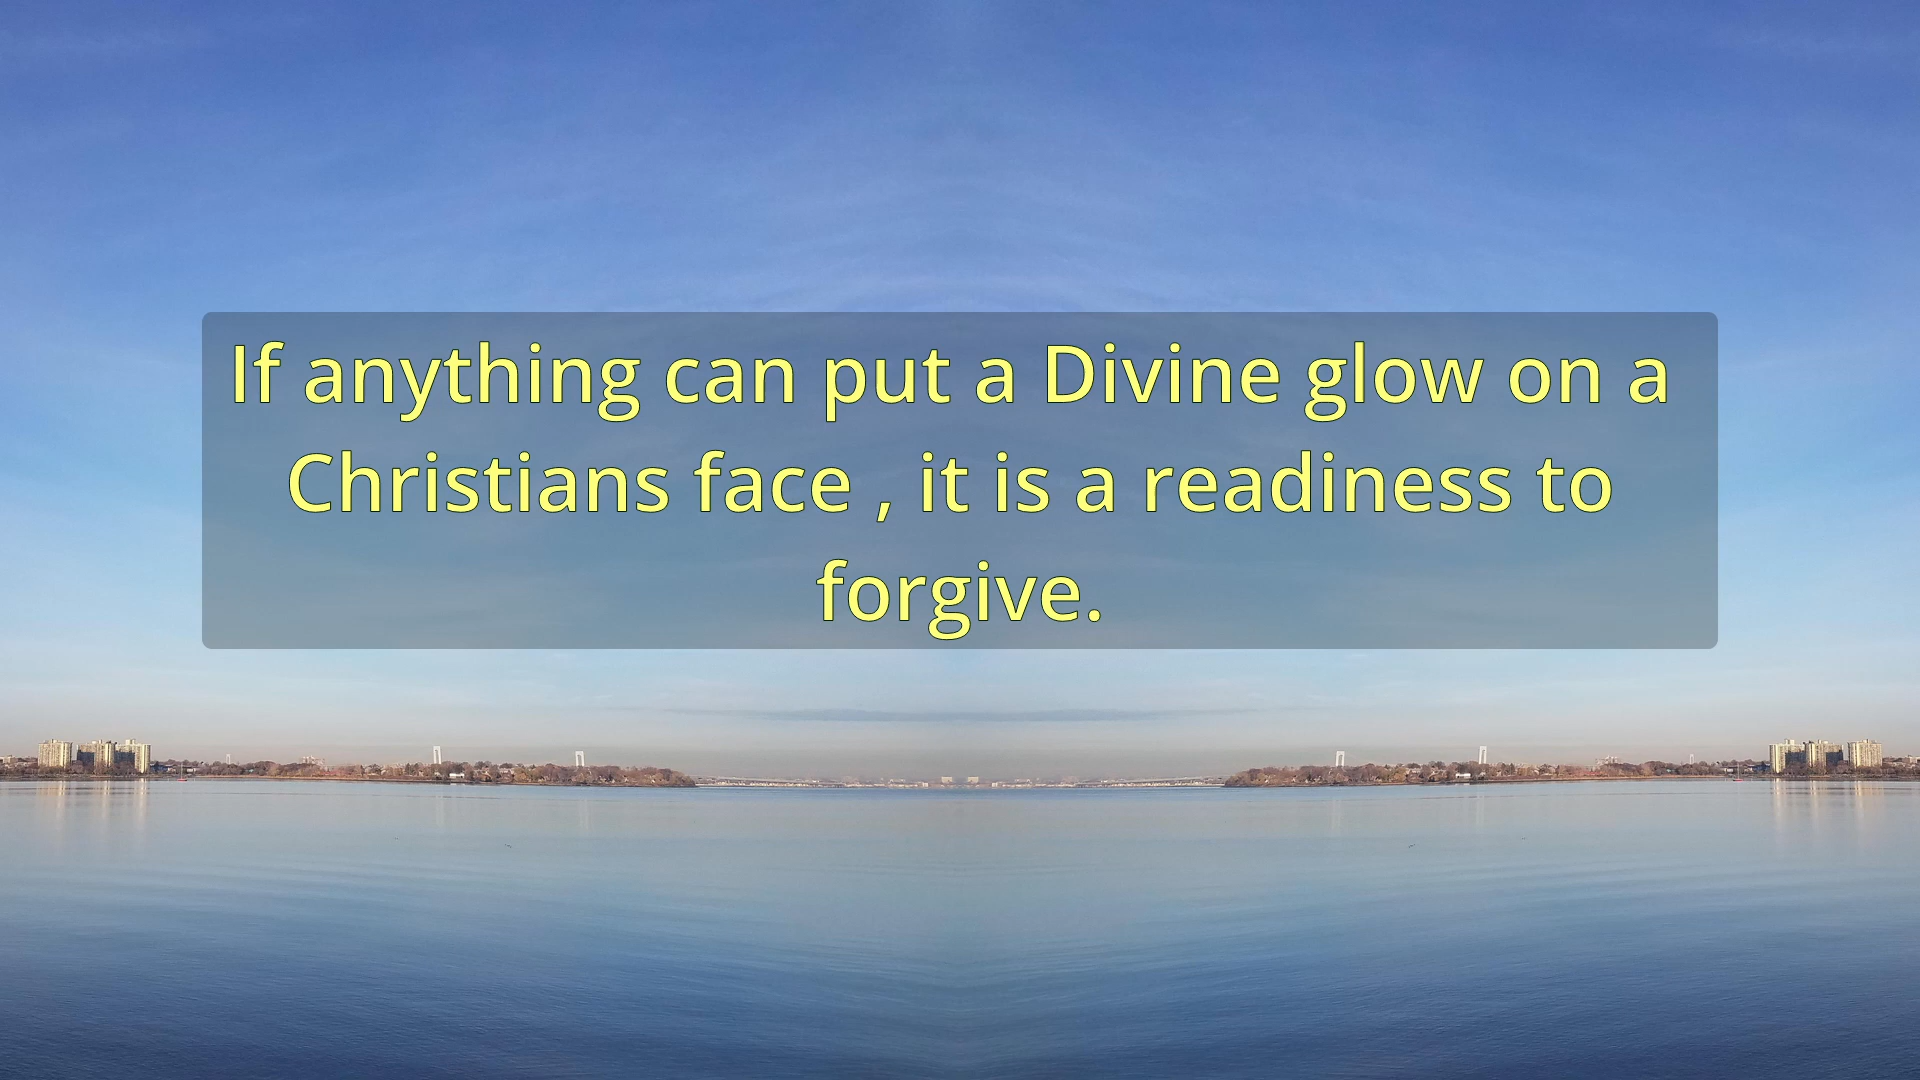 If anything can put a Divine glow on a
Christians face , it is a readiness to
forgive.